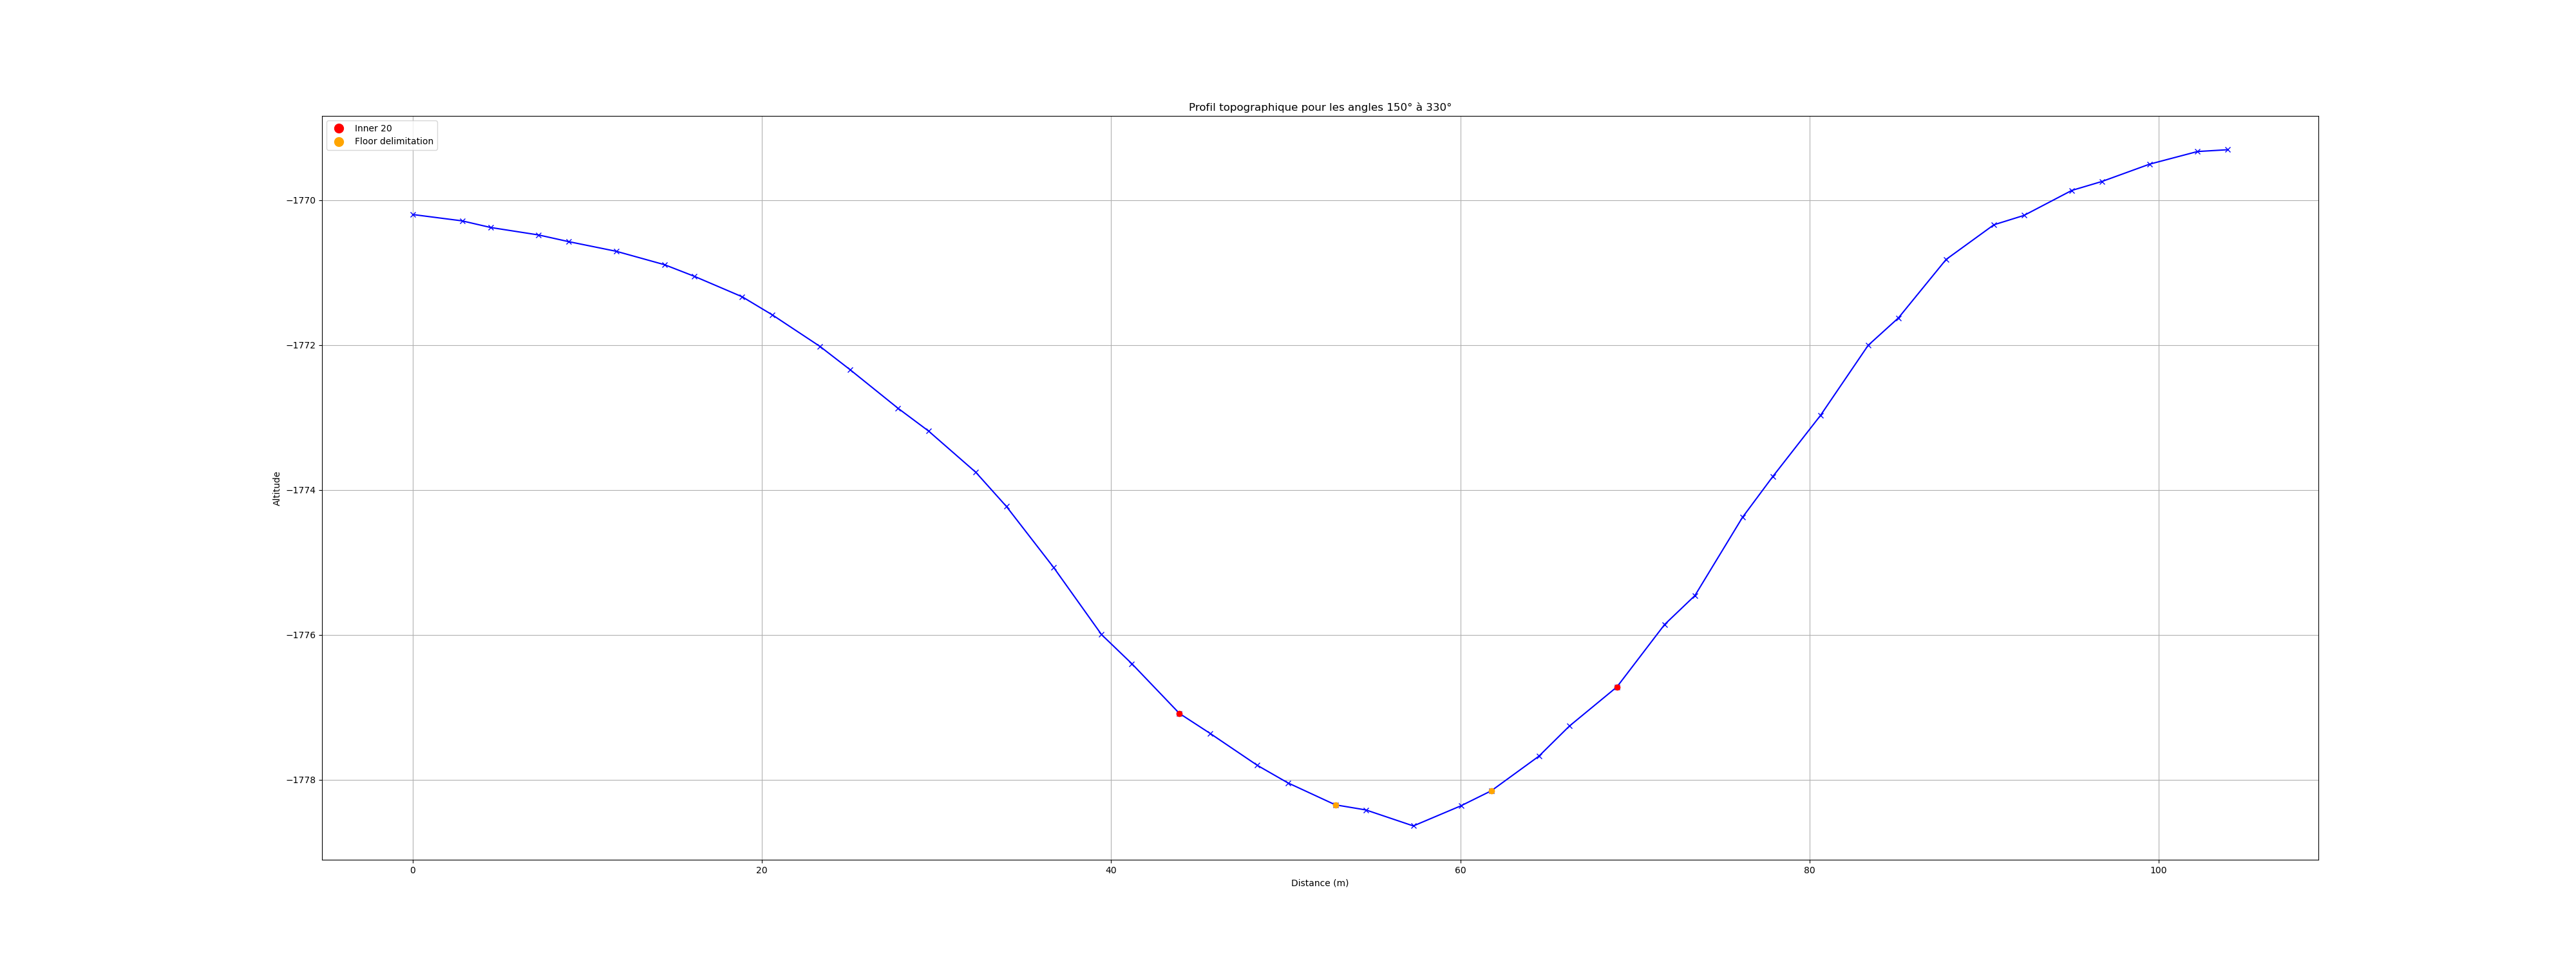 Profil topographique pour les angles 150° à 330°
Inner 20
Floor delimitation
Altitude
−1770
−1772
−1774
−1776
−1778
0 20 40 60 80 100
Distance (m)